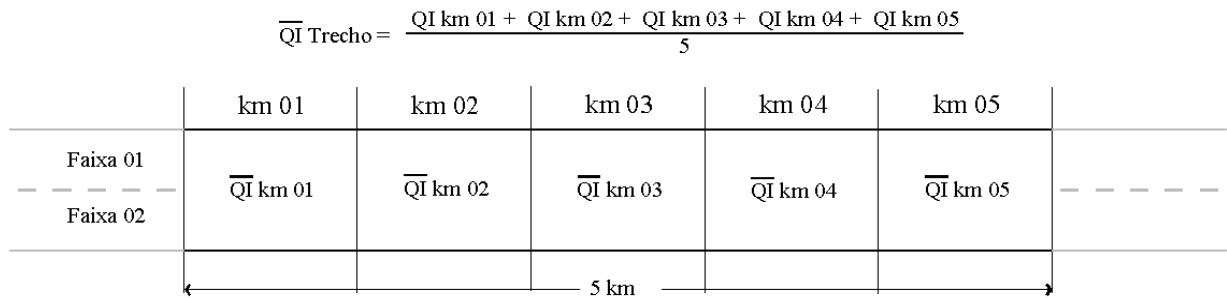 QI Trecho = QI km 01 + QI km 02 + QI km 03 + QI km 04 + QI km 05
5
km 01 km 02 km 03 km 04 km 05
Faixa 01
QI km 01 QI km 02 QI km 03 QI km 04 QI km 05
Faixa 02
5 km